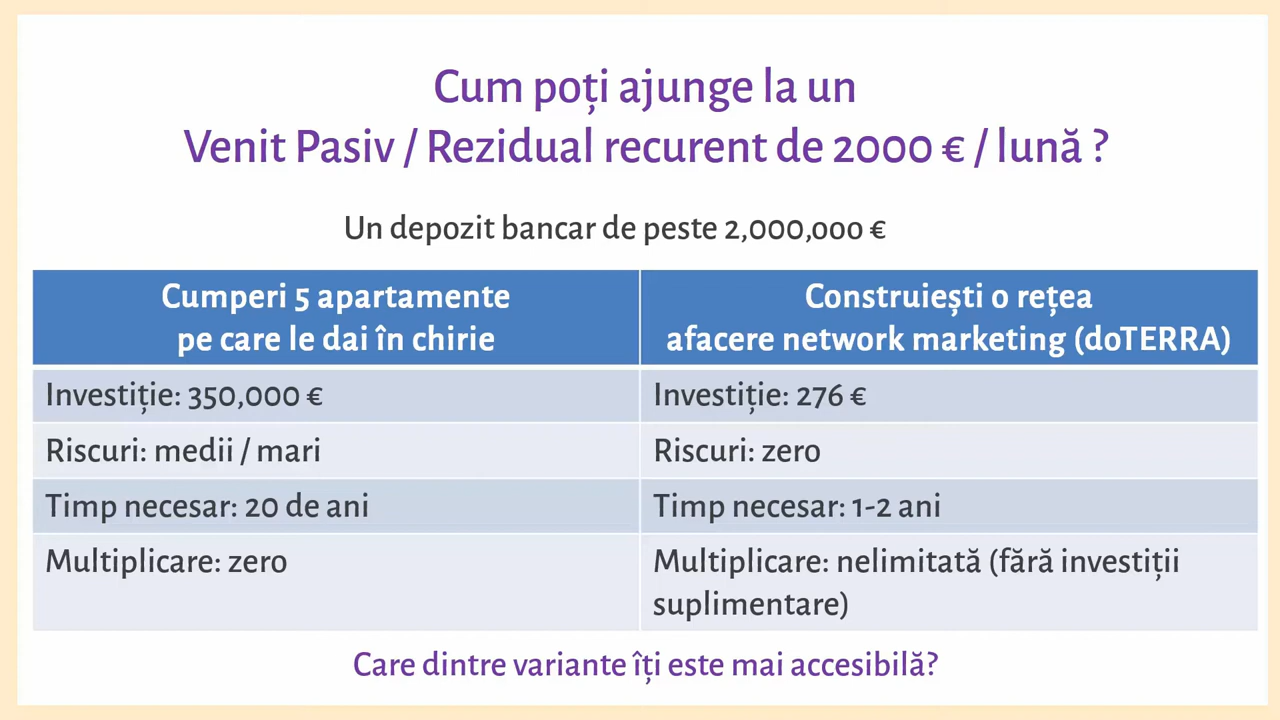 Cum poți ajunge la un
Venit Pasiv / Rezidual recurent de 2000 € / lună ?
Un depozit bancar de peste 2,000,000 €
Cumperi 5 apartamente
pe care le dai în chirie
Construiești o rețea
afacere network marketing (doTERRA)
Investiție: 350,000 €
Investiție: 276 €
Riscuri: medii / mari
Riscuri: zero
Timp necesar: 20 de ani
Timp necesar: 1-2 ani
Multiplicare: zero
Multiplicare: nelimitată (fără investiții
suplimentare)
Care dintre variante îți este mai accesibilă?